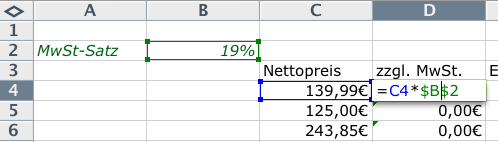 A B C D
1
2 MwSt-Satz 19%
3 Nettopreis zzgl. MwSt. E
4 139,99€ =C4*$B$2
5 125,00€ 0,00€
6 243,85€ 0,00€